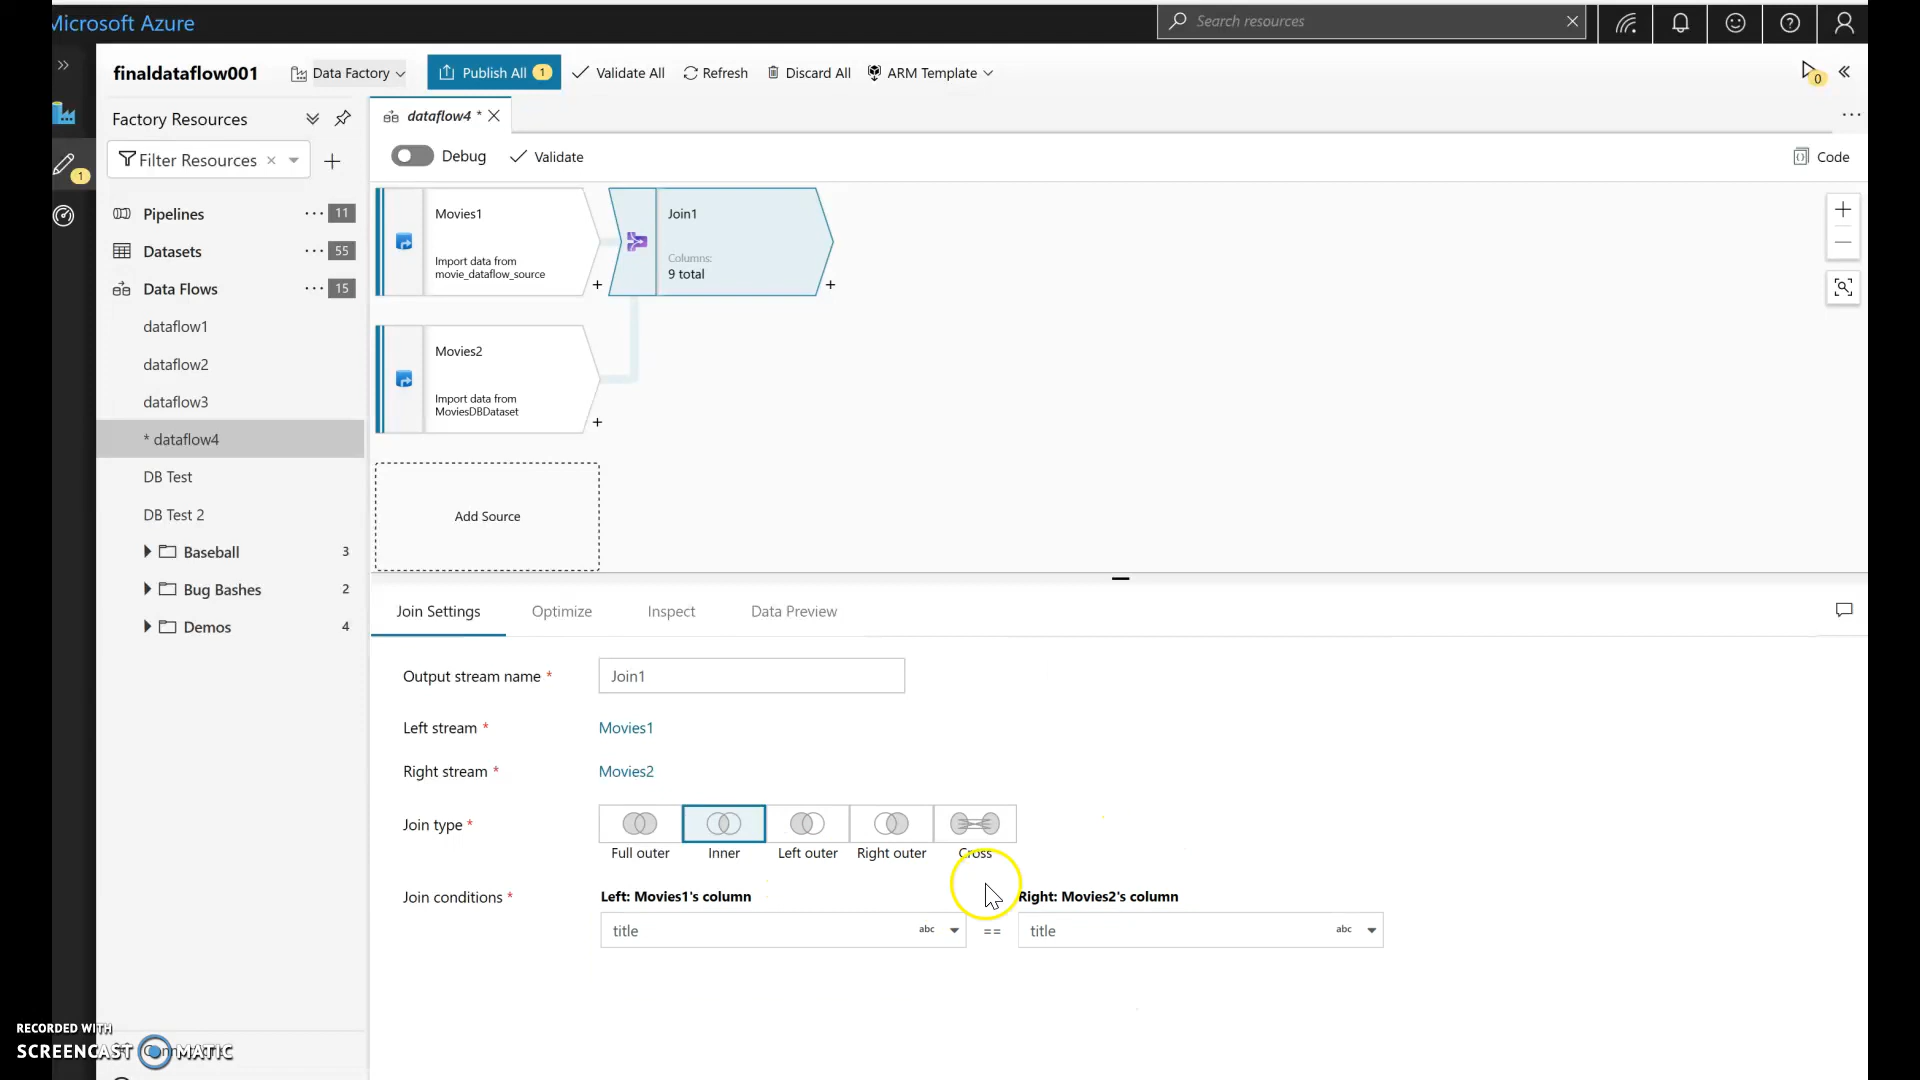 Microsoft Azure
Search resources
finaldataflow001
Data Factory
Publish All 1
Validate All
Refresh
Discard All
ARM Template
0
Factory Resources
Filter Resources
1
Pipelines 11
Datasets 55
Data Flows 15
dataflow1
dataflow2
dataflow3
* dataflow4
DB Test
DB Test 2
Baseball 3
Bug Bashes 2
Demos 4
dataflow4 *
Debug
Validate
Code
Movies1
Import data from
movie_dataflow_source
Join1
Columns:
9 total
Movies2
Import data from
MoviesDBDataset
Add Source
Join Settings
Optimize
Inspect
Data Preview
Output stream name *
Join1
Left stream *
Movies1
Right stream *
Movies2
Join type *
Full outer
Inner
Left outer
Right outer
Cross
Join conditions *
Left: Movies1's column
Right: Movies2's column
title abc
==
title abc
RECORDED WITH
SCREENCAST MATIC